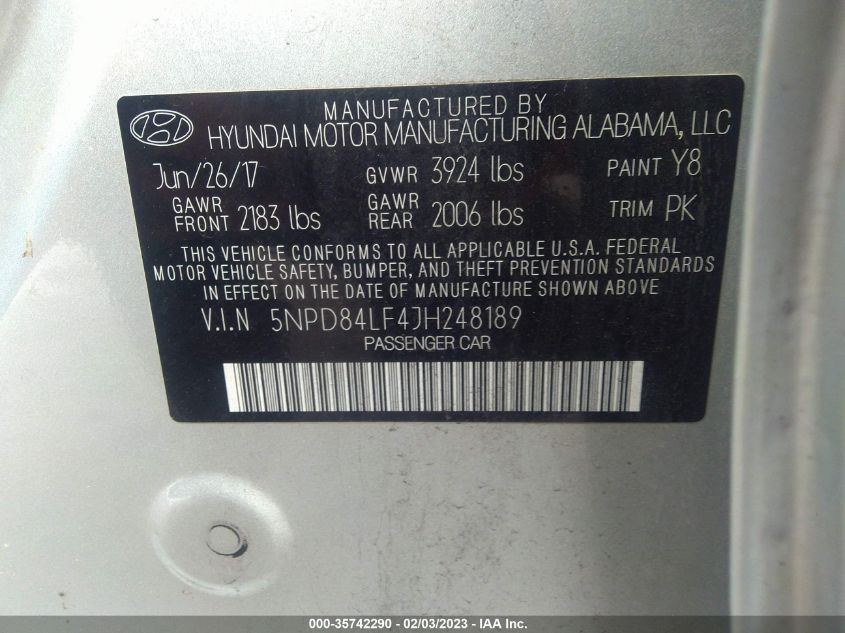 MANUFACTURED BY
HYUNDAI MOTOR MANUFACTURING ALABAMA, LLC
Jun/26/17 GVWR 3924 lbs PAINT Y8
GAWR FRONT 2183 lbs GAWR REAR 2006 lbs TRIM PK
THIS VEHICLE CONFORMS TO ALL APPLICABLE U.S.A. FEDERAL
MOTOR VEHICLE SAFETY, BUMPER, AND THEFT PREVENTION STANDARDS
IN EFFECT ON THE DATE OF MANUFACTURE SHOWN ABOVE
V.I.N 5NPD84LF4JH248189
PASSENGER CAR
000-35742290 - 02/03/2023 - IAA Inc.